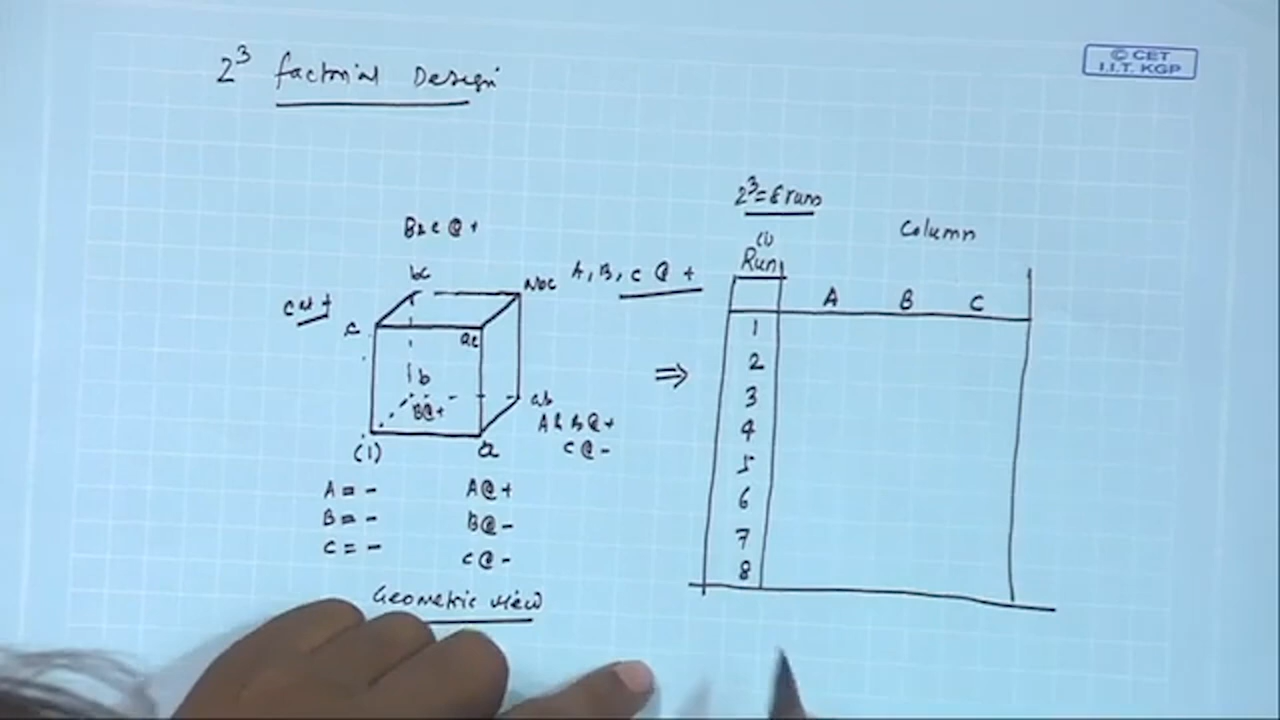 2³ Factorial Design
© CET
I.I.T. KGP
B & C @ +
bc
Abc
A, B, C @ +
C at +
c
ac
b
B@+
ab
A & B @ +
C @ -
(1)
a
A = -
A @ +
B = -
B @ -
C = -
C @ -
Geometric view
⇒
2³ = 8 runs
(i)
Column
Run
A B C
1
2
3
4
5
6
7
8